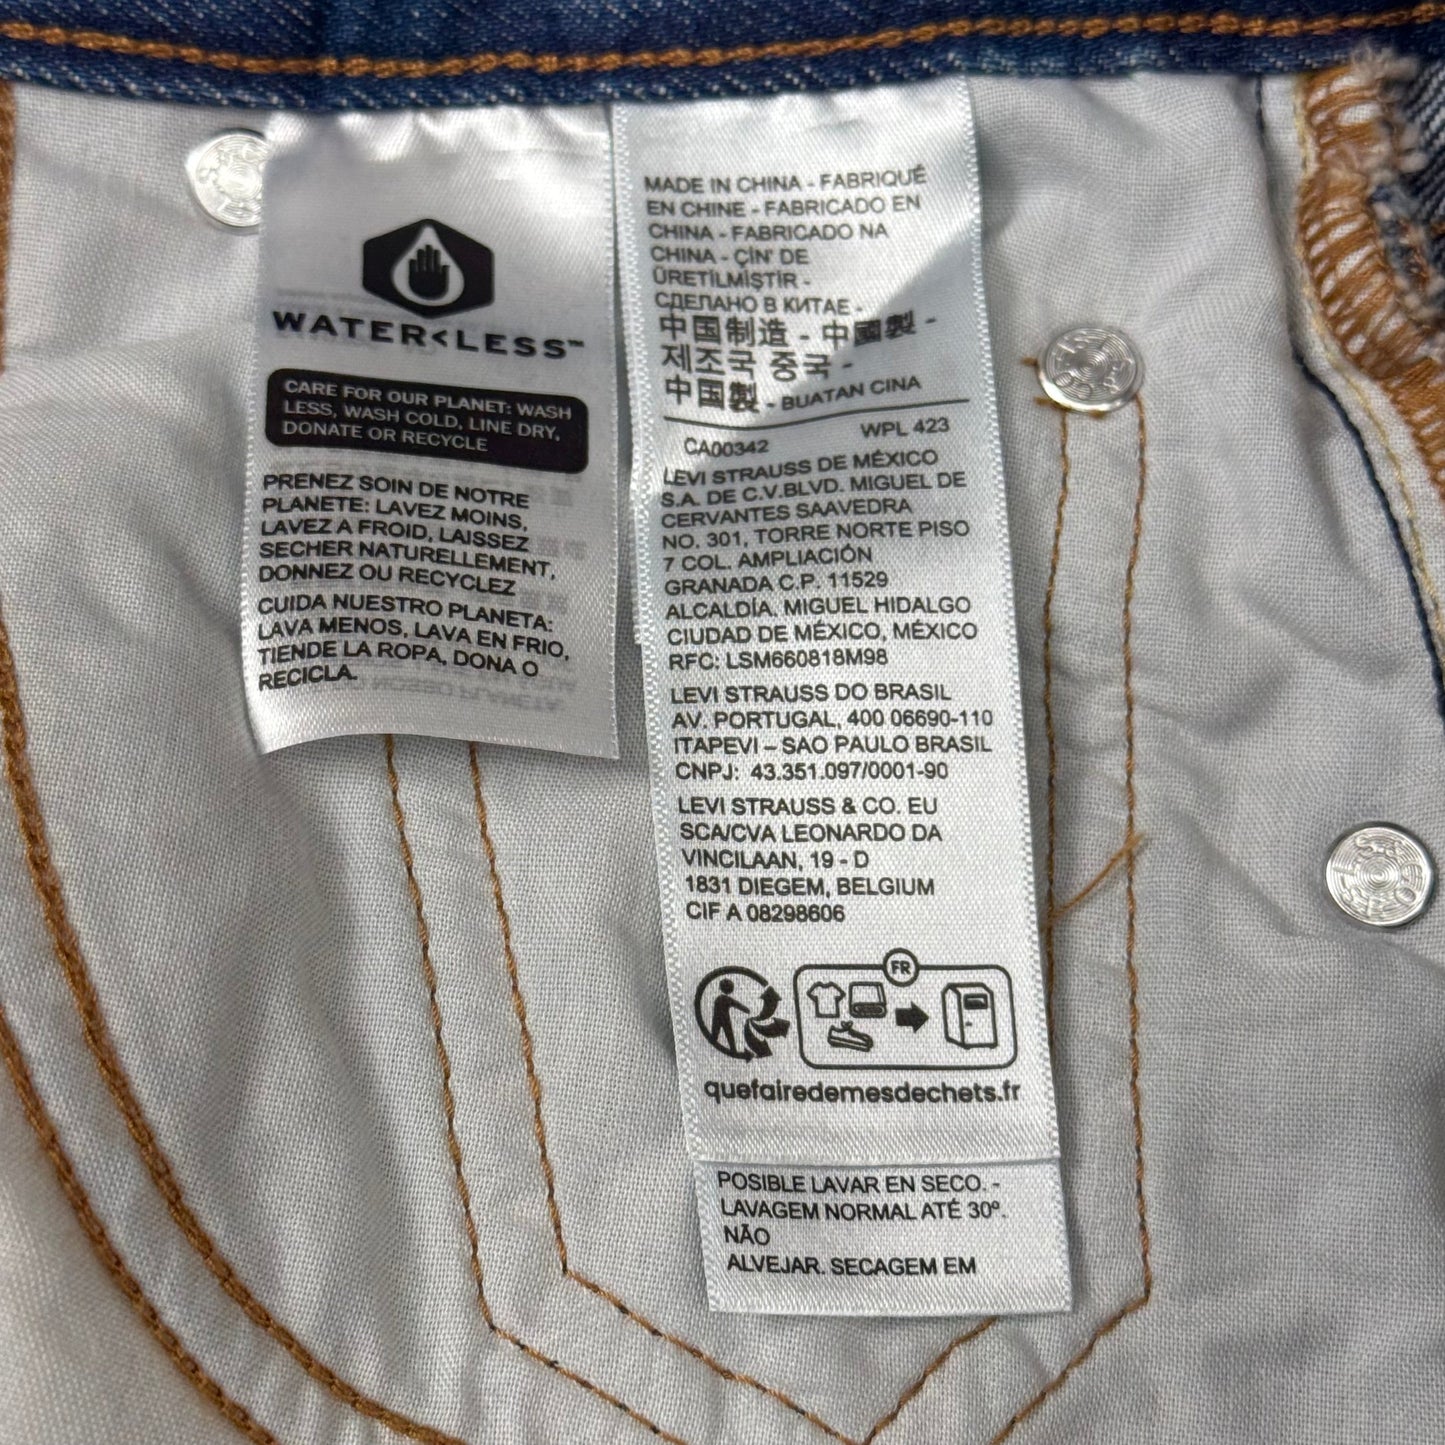 WATER<LESS™
CARE FOR OUR PLANET: WASH
LESS, WASH COLD, LINE DRY,
DONATE OR RECYCLE
PRENEZ SOIN DE NOTRE
PLANETE: LAVEZ MOINS,
LAVEZ A FROID, LAISSEZ
SECHER NATURELLEMENT,
DONNEZ OU RECYCLEZ
CUIDA NUESTRO PLANETA:
LAVA MENOS, LAVA EN FRIO,
TIENDE LA ROPA, DONA O
RECICLA.
MADE IN CHINA - FABRIQUÉ
EN CHINE - FABRICADO EN
CHINA - FABRICADO NA
CHINA - ÇİN' DE
ÜRETİLMİŞTİR -
СДЕЛАНО В КИТАЕ -
中国制造 - 中國製 -
제조국 중국 -
中国製 - BUATAN CINA
CA00342 WPL 423
LEVI STRAUSS DE MÉXICO
S.A. DE C.V.BLVD. MIGUEL DE
CERVANTES SAAVEDRA
NO. 301, TORRE NORTE PISO
7 COL. AMPLIACIÓN
GRANADA C.P. 11529
ALCALDÍA. MIGUEL HIDALGO
CIUDAD DE MÉXICO, MÉXICO
RFC: LSM660818M98
LEVI STRAUSS DO BRASIL
AV. PORTUGAL, 400 06690-110
ITAPEVI – SAO PAULO BRASIL
CNPJ: 43.351.097/0001-90
LEVI STRAUSS & CO. EU
SCA/CVA LEONARDO DA
VINCILAAN, 19 - D
1831 DIEGEM, BELGIUM
CIF A 08298606
FR
quefairedemesdechets.fr
POSIBLE LAVAR EN SECO. -
LAVAGEM NORMAL ATÉ 30º.
NÃO
ALVEJAR. SECAGEM EM